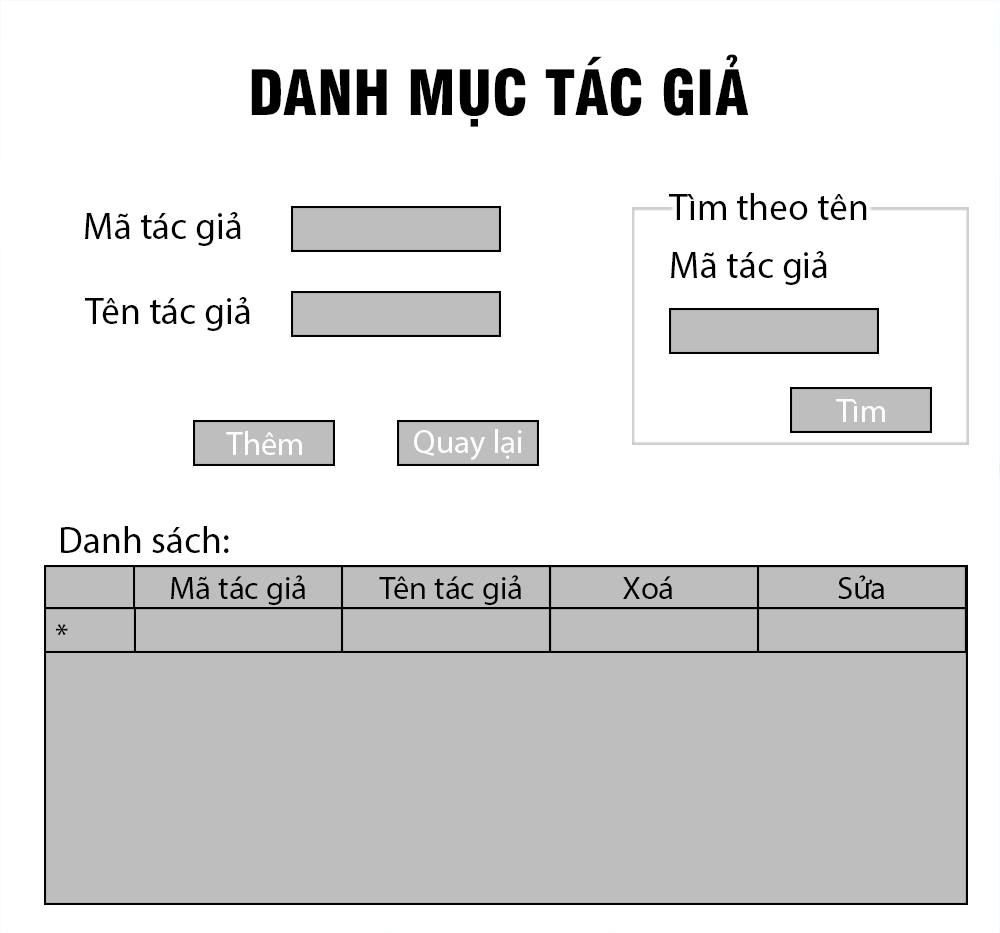 DANH MỤC TÁC GIẢ
Mã tác giả
Tên tác giả
Thêm
Quay lại
Tìm theo tên
Mã tác giả
Tìm
Danh sách:
Mã tác giả Tên tác giả Xoá Sửa
*